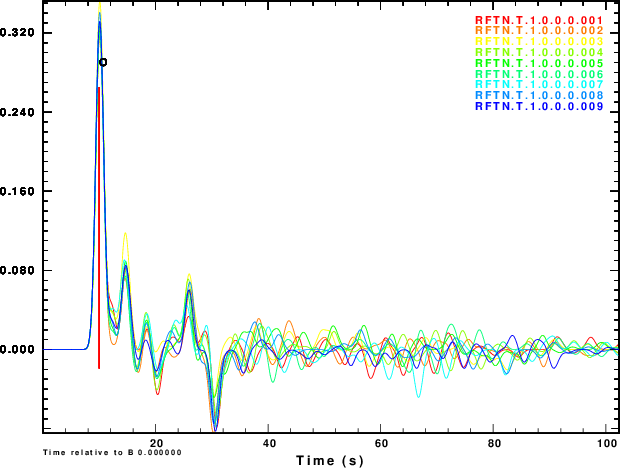 0.320
0.240
0.160
0.080
0.000
RFTN.T.1.0.0.0.001
RFTN.T.1.0.0.0.002
RFTN.T.1.0.0.0.003
RFTN.T.1.0.0.0.004
RFTN.T.1.0.0.0.005
RFTN.T.1.0.0.0.006
RFTN.T.1.0.0.0.007
RFTN.T.1.0.0.0.008
RFTN.T.1.0.0.0.009
20 40 60 80 100
Time relative to B 0.000000
Time (s)